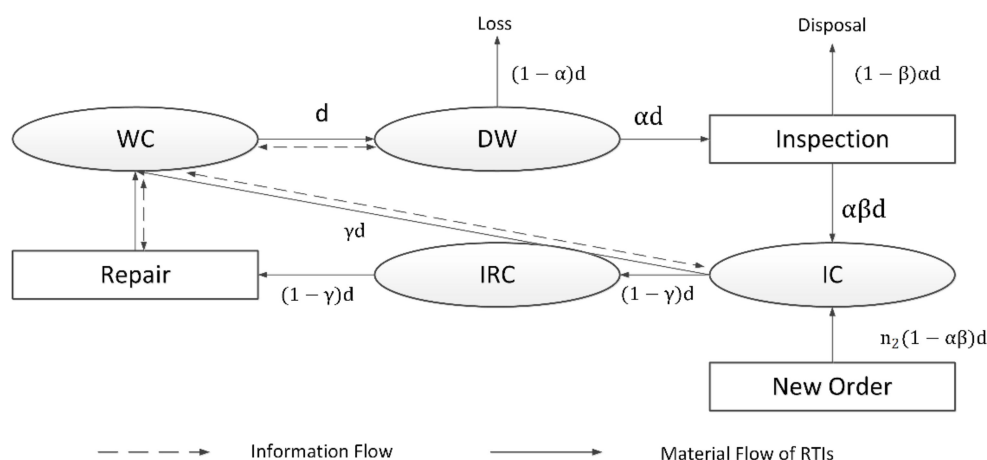 Loss
Disposal
(1 − α)d
(1 − β)αd
d
αd
WC
DW
Inspection
αβd
γd
Repair
IRC
IC
(1 − γ)d
(1 − γ)d
n₂(1 − αβ)d
New Order
Information Flow
Material Flow of RTIs